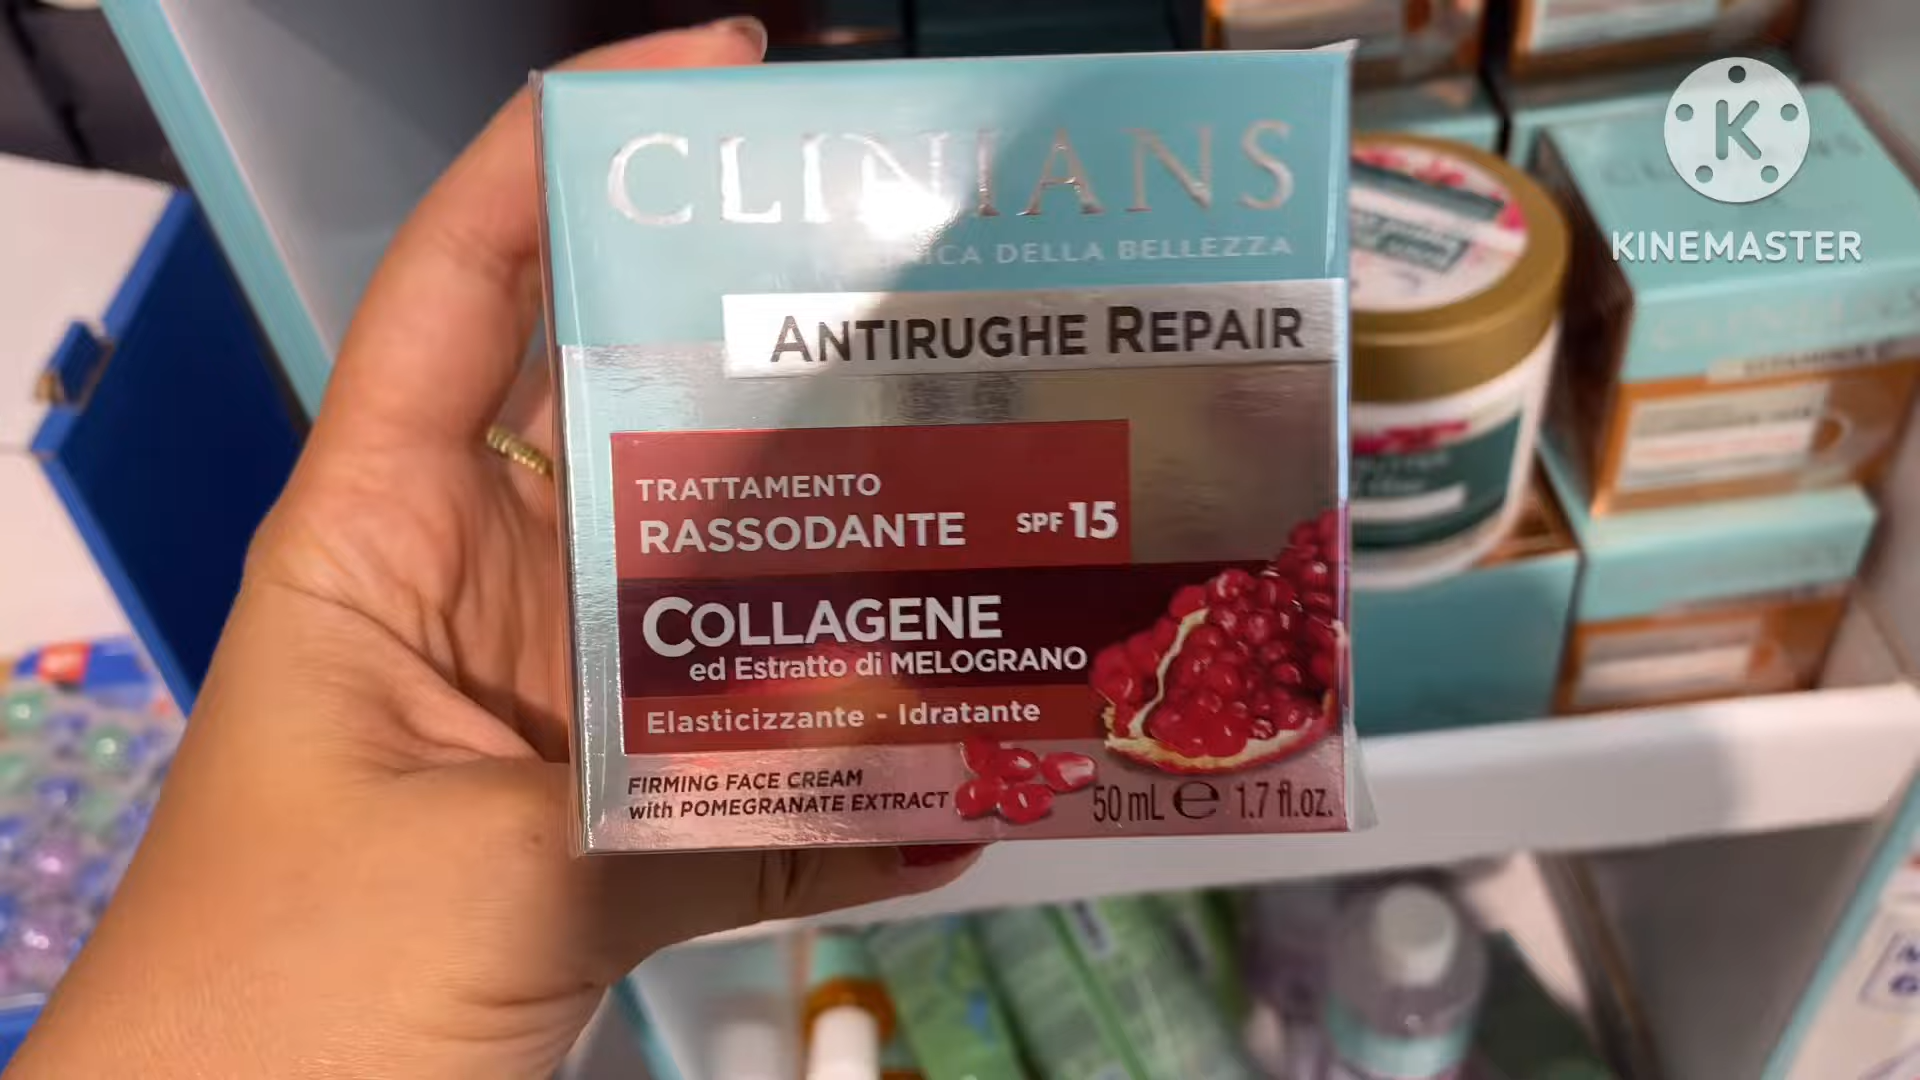 CLINIANS
DELLA BELLEZZA
ANTIRUGHE REPAIR
TRATTAMENTO
RASSODANTE SPF 15
COLLAGENE
ed Estratto di MELOGRANO
Elasticizzante - Idratante
FIRMING FACE CREAM
with POMEGRANATE EXTRACT
50 mL ℮ 1.7 fl.oz.
K
KINEMASTER